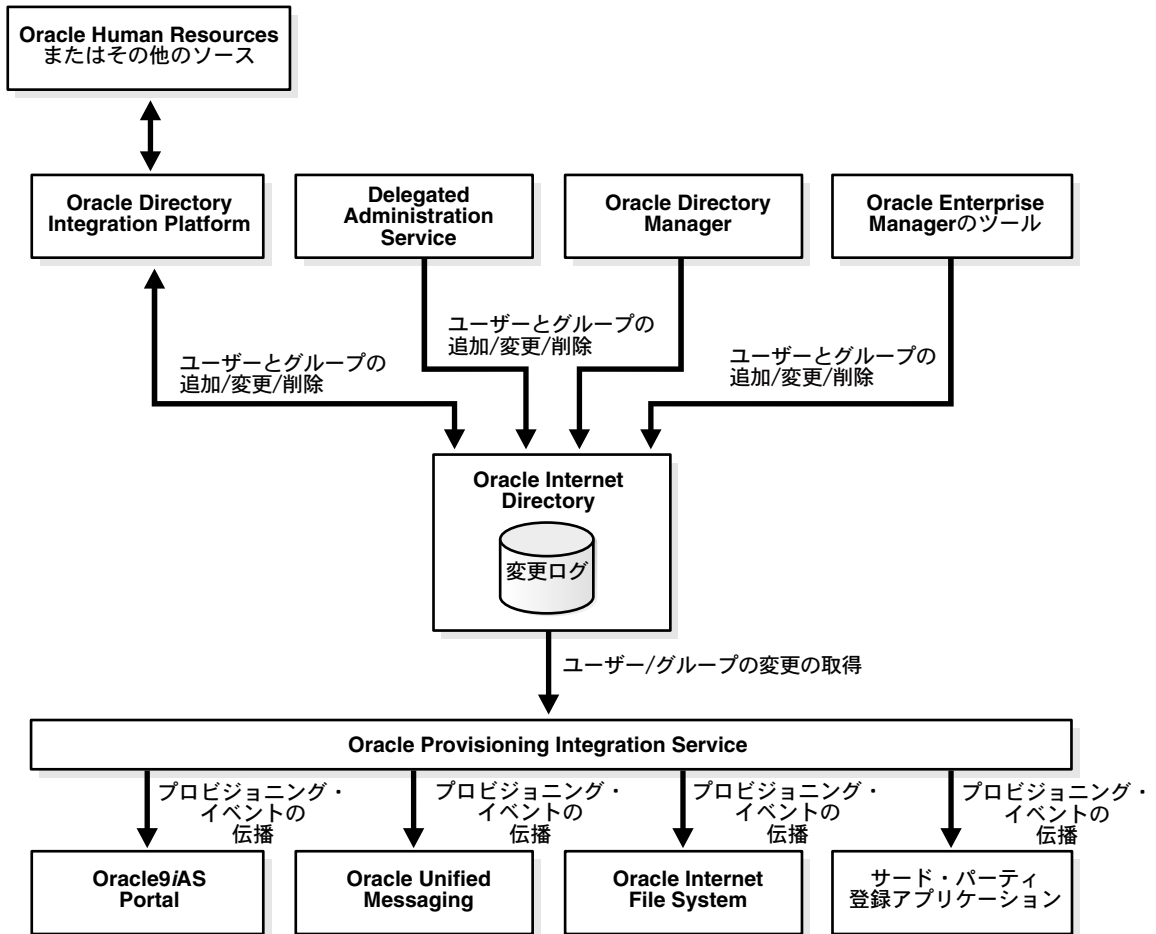 Oracle Human Resources
またはその他のソース
Oracle Directory
Integration Platform
Delegated
Administration
Service
Oracle Directory
Manager
Oracle Enterprise
Managerのツール
ユーザーとグループの
追加/変更/削除
ユーザーとグループの
追加/変更/削除
ユーザーとグループの
追加/変更/削除
Oracle Internet
Directory
変更ログ
ユーザー/グループの変更の取得
Oracle Provisioning Integration Service
プロビジョニング・
イベントの
伝播
プロビジョニング・
イベントの
伝播
プロビジョニング・
イベントの
伝播
プロビジョニング・
イベントの
伝播
Oracle9iAS
Portal
Oracle Unified
Messaging
Oracle Internet
File System
サード・パーティ
登録アプリケーション